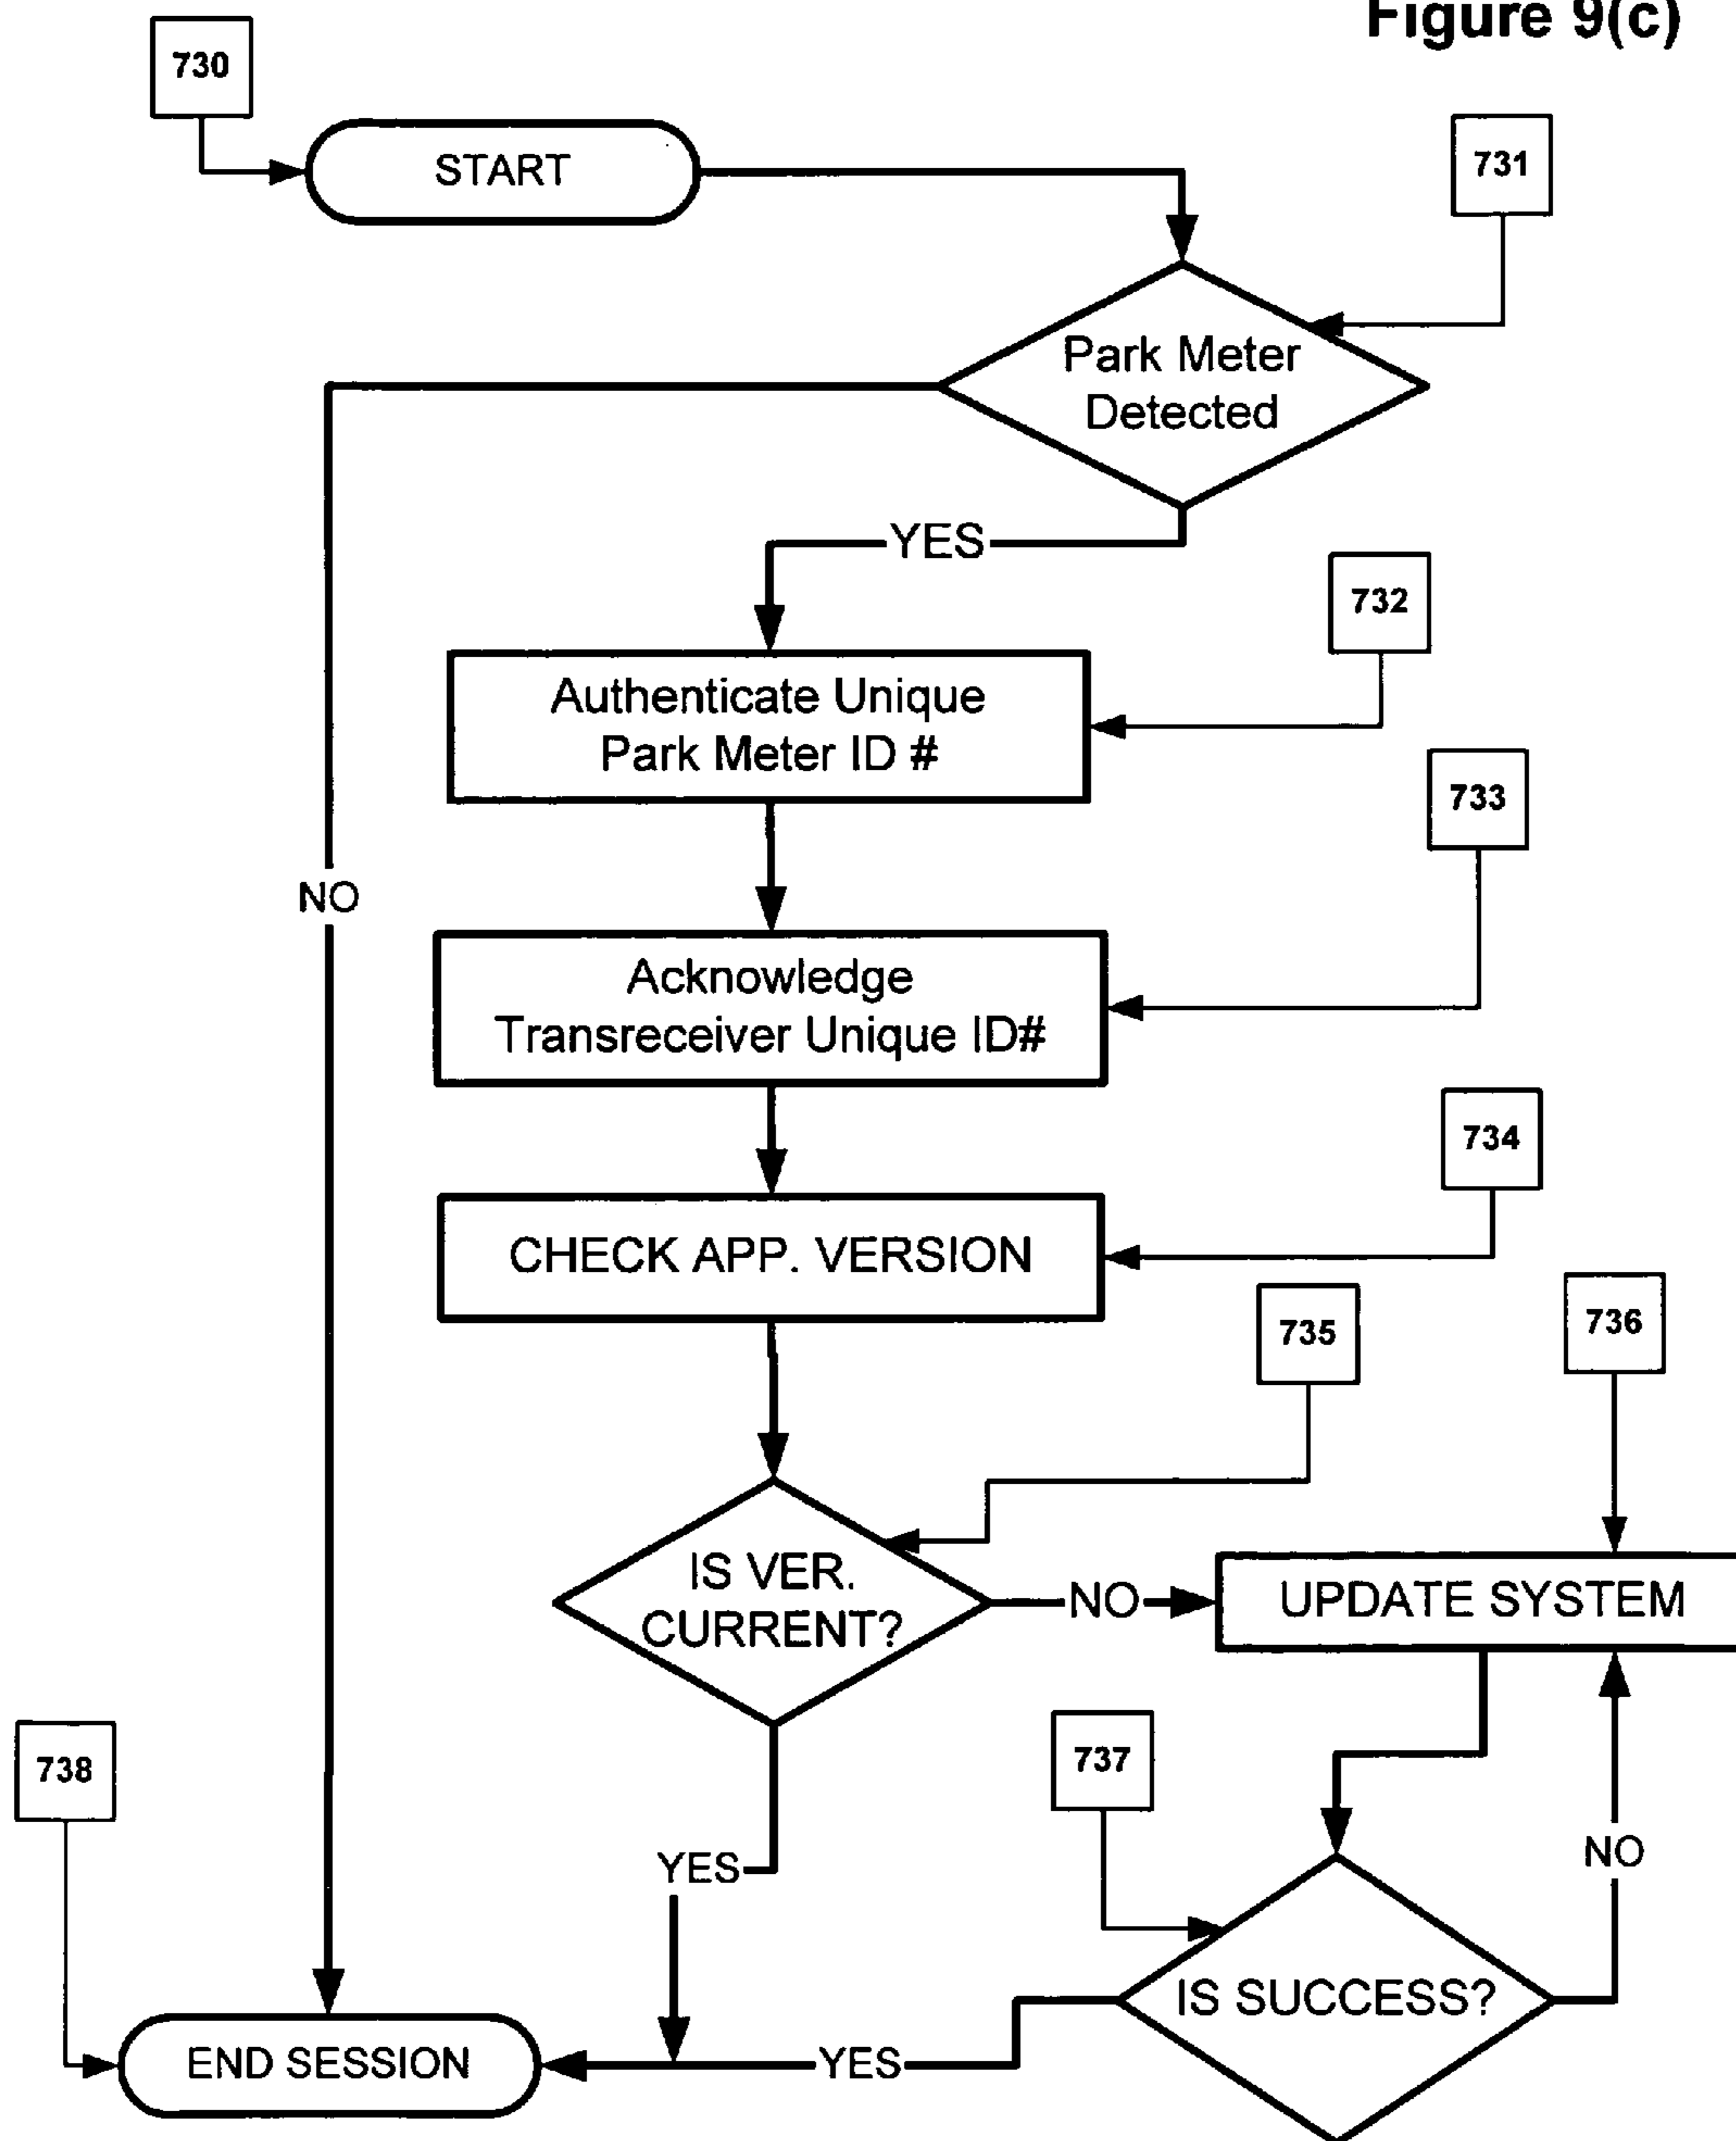 Figure 9(c)
730
START
731
Park Meter
Detected
YES
732
Authenticate Unique
Park Meter ID #
733
NO
Acknowledge
Transreceiver Unique ID#
734
CHECK APP. VERSION
735
736
IS VER.
CURRENT?
NO
UPDATE SYSTEM
737
738
YES
NO
IS SUCCESS?
END SESSION
YES